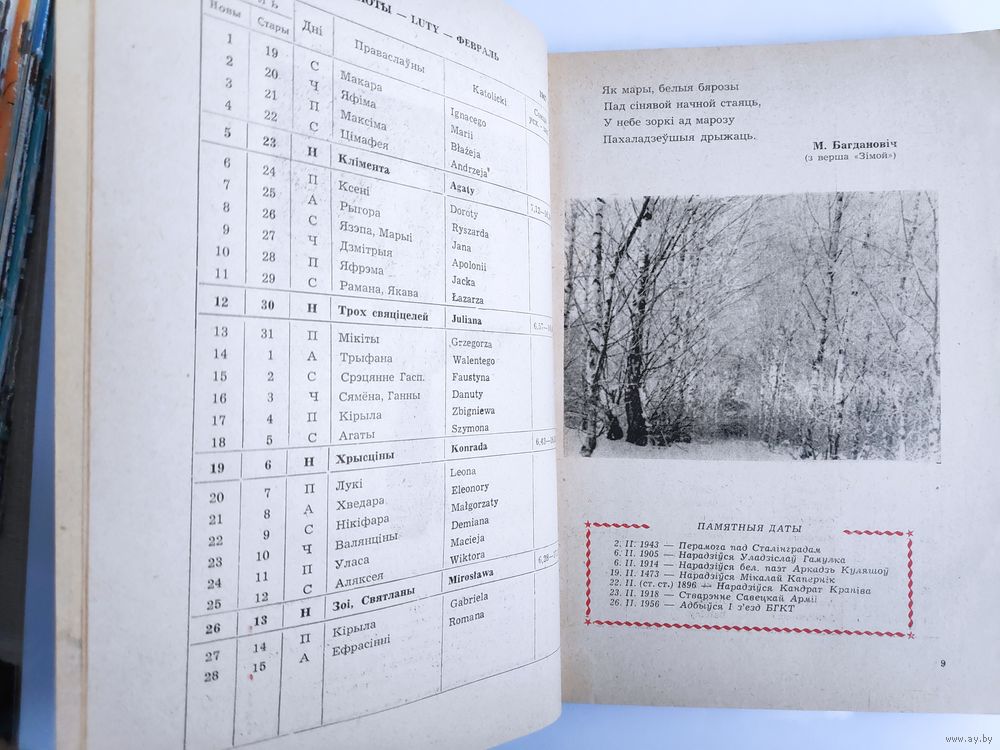 ЛЮТЫ — LUTY — ФЕВРАЛЬ
Новы Стары Дні Праваслаўны Katolicki
1 19 С Макара Ignacego
2 20 Ч Яфіма Marii
3 21 П Максіма Błażeja
4 22 С Цімафея Andrzeja
5 23 Н Клімента Agaty
6 24 П Ксені Doroty
7 25 А Рыгора Ryszarda
8 26 С Язэпа, Марыі Jana
9 27 Ч Дзмітрыя Apolonii
10 28 П Яфрэма Jacka
11 29 С Рамана, Якава Łazarza
12 30 Н Трох свяціцелей Juliana
13 31 П Мікіты Grzegorza
14 1 А Трыфана Walentego
15 2 С Срэцянне Гасп. Faustyna
16 3 Ч Сямёна, Ганны Danuty
17 4 П Кірыла Zbigniewa
18 5 С Агаты Szymona
19 6 Н Хрысціны Konrada
20 7 П Лукі Leona
21 8 А Хведара Eleonory
22 9 С Нікіфара Małgorzaty
23 10 Ч Валянціны Demiana
24 11 П Уласа Macieja
25 12 С Аляксея Wiktora
26 13 Н Зоі, Святланы Mirosława
27 14 П Кірыла Gabriela
28 15 А Ефрасінні Romana
Як мары, белыя бярозы
Пад сінявой начной стаяць,
У небе зоркі ад марозу
Пахаладзеўшыя дрыжаць.
М. Багдановіч
(з верша «Зімой»)
ПАМЯТНЫЯ ДАТЫ
2. II. 1943 — Перамога пад Сталінградам
6. II. 1905 — Нарадзіўся Уладзіслаў Гамулка
6. II. 1914 — Нарадзіўся бел. паэт Аркадзь Куляшоў
19. II. 1473 — Нарадзіўся Мікалай Капернік
22. II. (ст. ст.) 1896 — Нарадзіўся Кандрат Крапіва
23. II. 1918 — Стварэнне Савецкай Арміі
26. II. 1956 — Адбыўся I з'езд БГКТ
9
www.ay.by